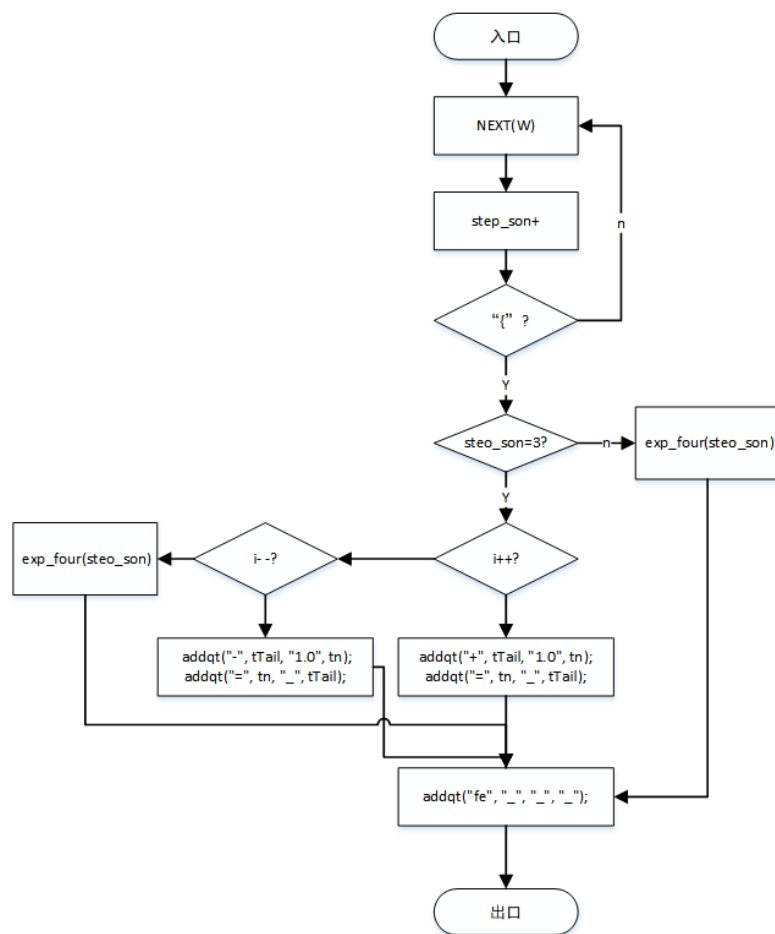 入口
NEXT(W)
step_son+
n
“{” ?
Y
steo_son=3?
n
exp_four(steo_son)
Y
exp_four(steo_son)
i- -?
i++?
addqt("-", tTail, "1.0", tn);
addqt("=", tn, "_", tTail);
addqt("+", tTail, "1.0", tn);
addqt("=", tn, "_", tTail);
addqt("fe", "_", "_", "_");
出口